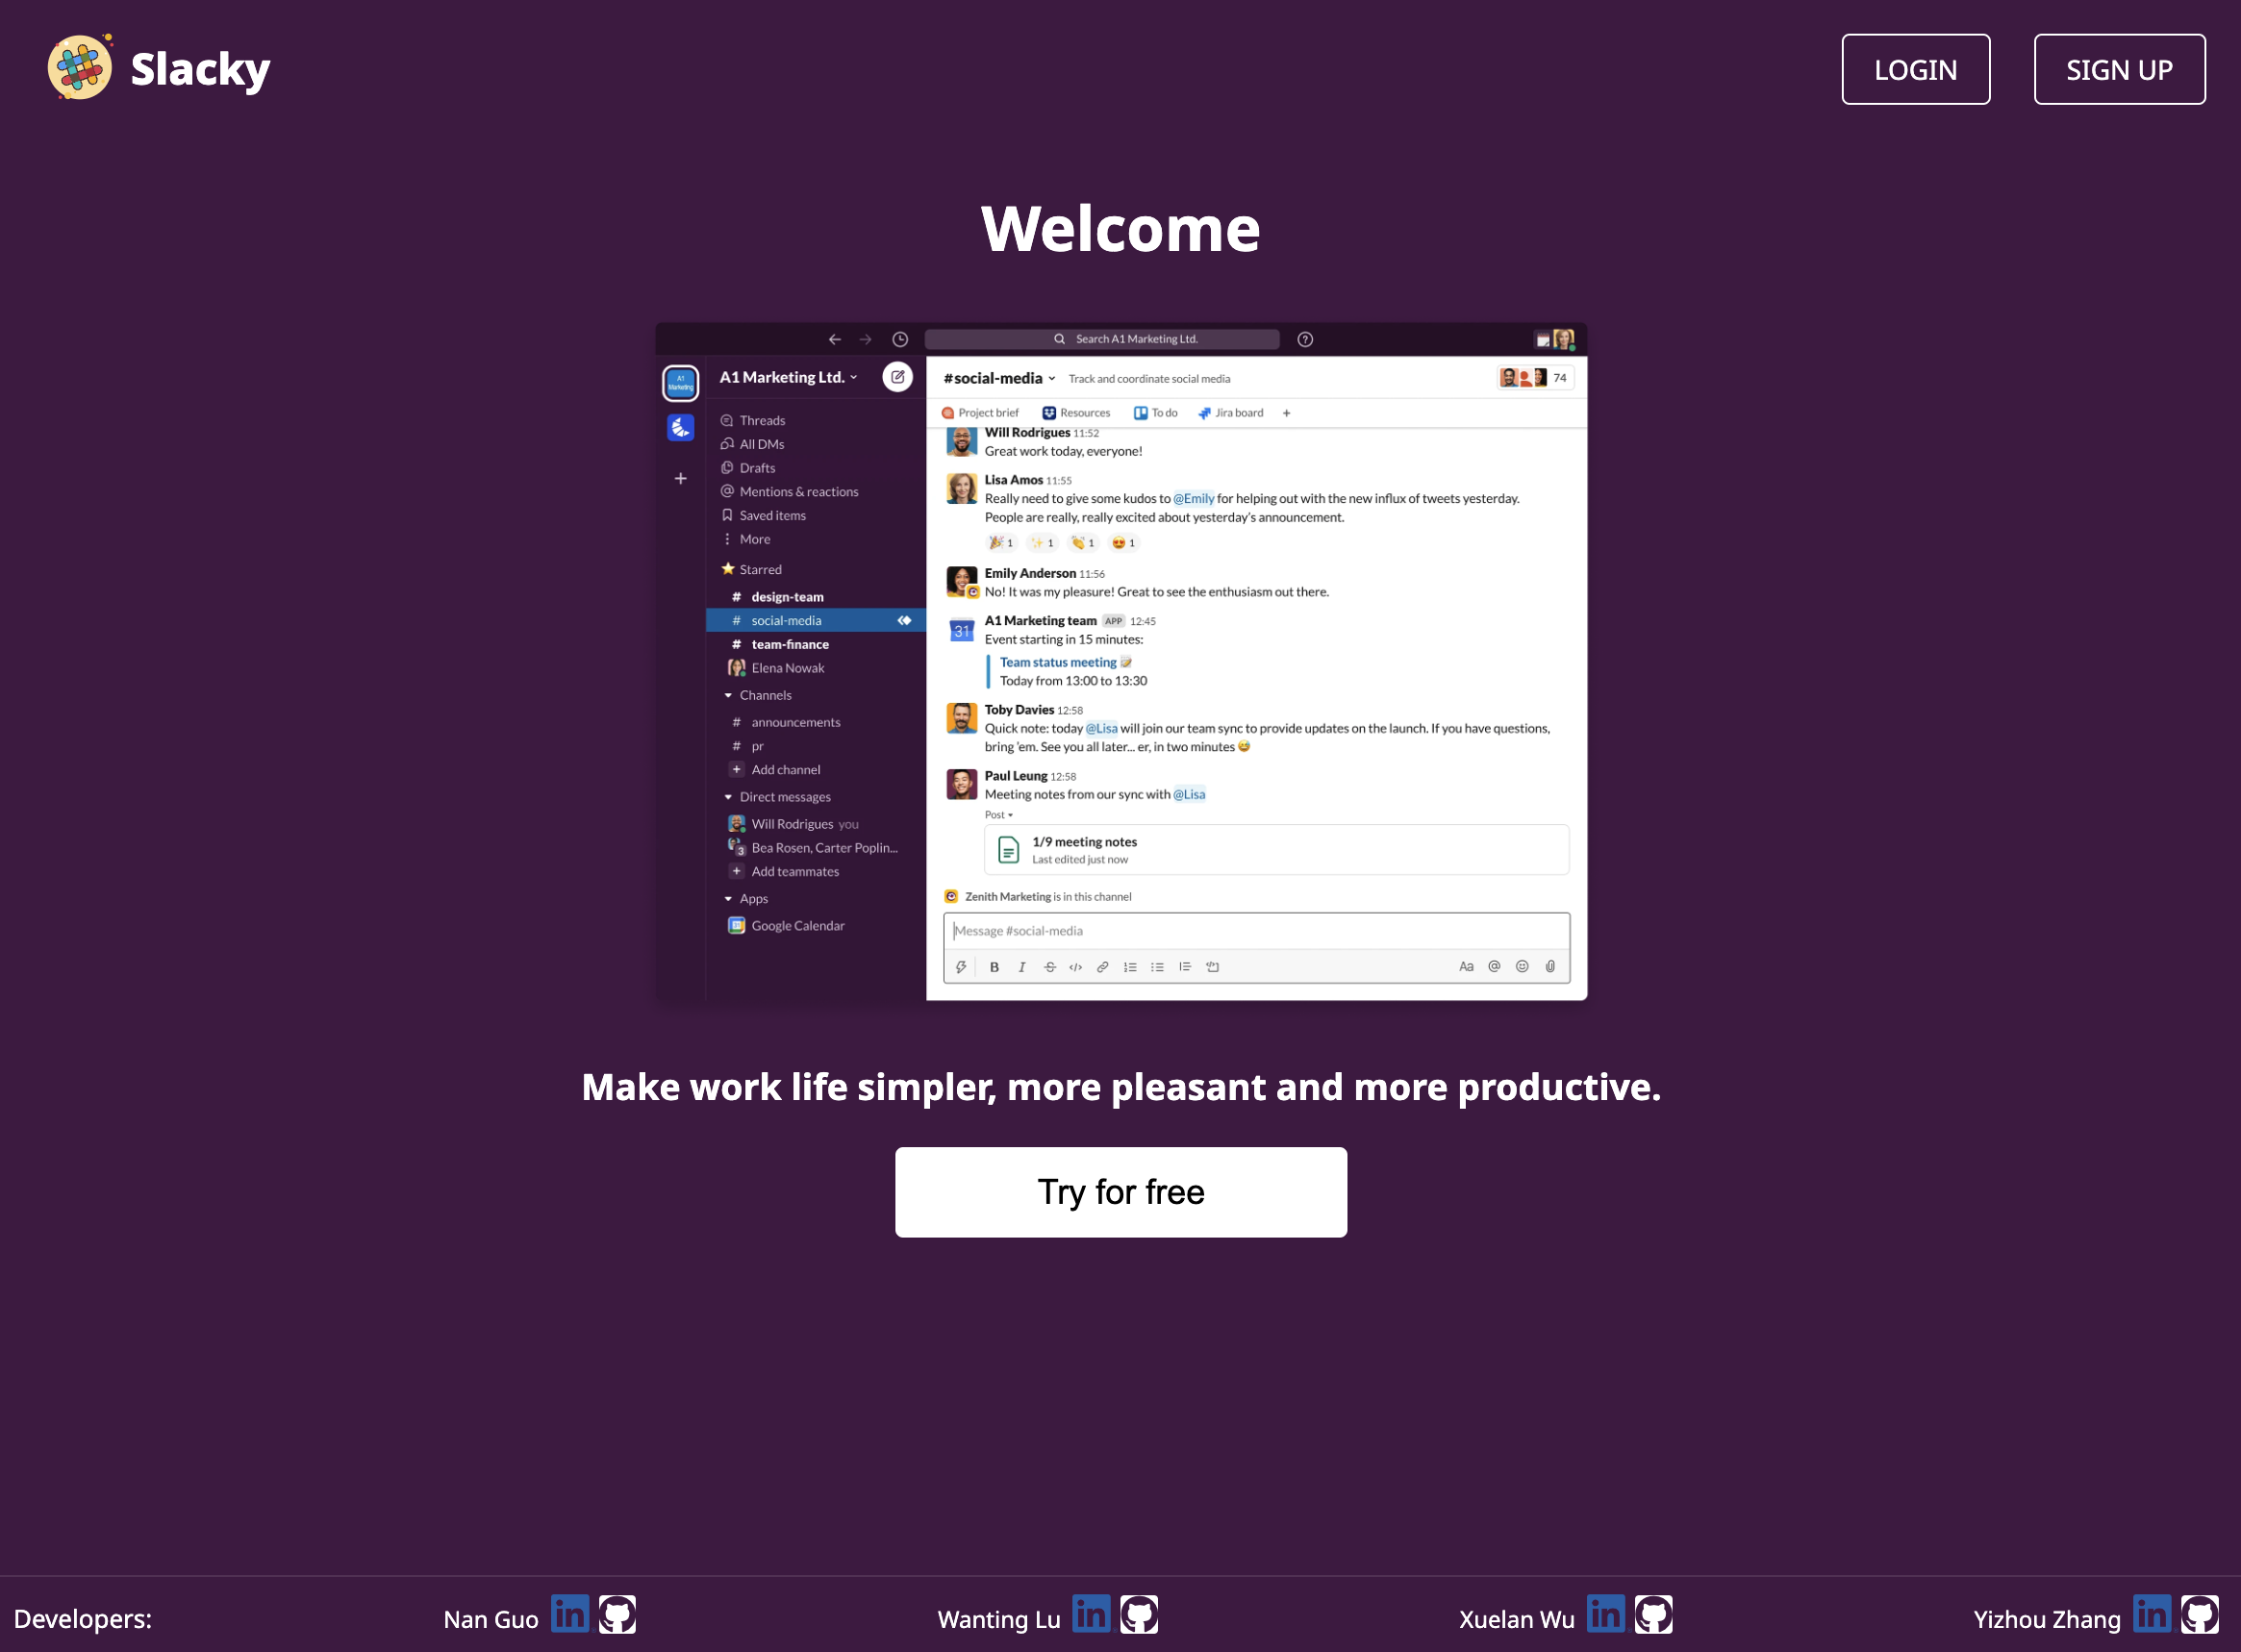 Slacky
LOGIN
SIGN UP
Welcome
Search A1 Marketing Ltd.
A1 Marketing
A1 Marketing Ltd.
Threads
All DMs
Drafts
Mentions & reactions
Saved items
More
Starred
# design-team
# social-media
# team-finance
Elena Nowak
Channels
# announcements
# pr
+ Add channel
Direct messages
Will Rodrigues you
3 Bea Rosen, Carter Poplin...
+ Add teammates
Apps
Google Calendar
#social-media
Track and coordinate social media
74
Project brief
Resources
To do
Jira board
+
Will Rodrigues 11:52
Great work today, everyone!
Lisa Amos 11:55
Really need to give some kudos to @Emily for helping out with the new influx of tweets yesterday.
People are really, really excited about yesterday's announcement.
1 1 1 1
Emily Anderson 11:56
No! It was my pleasure! Great to see the enthusiasm out there.
31
A1 Marketing team APP 12:45
Event starting in 15 minutes:
Team status meeting
Today from 13:00 to 13:30
Toby Davies 12:58
Quick note: today @Lisa will join our team sync to provide updates on the launch. If you have questions,
bring 'em. See you all later... er, in two minutes
Paul Leung 12:58
Meeting notes from our sync with @Lisa
Post
1/9 meeting notes
Last edited just now
Zenith Marketing is in this channel
Message #social-media
B I S </> Aa @
Make work life simpler, more pleasant and more productive.
Try for free
Developers:
Nan Guo in
Wanting Lu in
Xuelan Wu in
Yizhou Zhang in